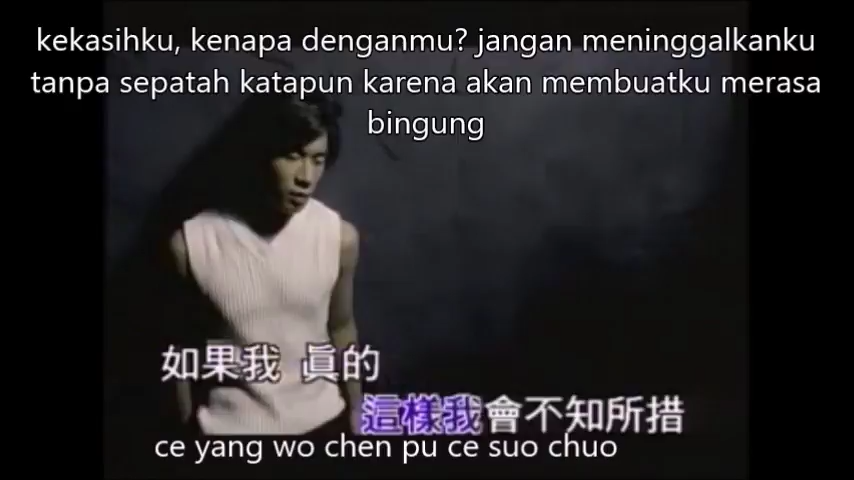 kekasihku, kenapa denganmu? jangan meninggalkanku
tanpa sepatah katapun karena akan membuatku merasa
bingung
如果我 眞的
這樣我會不知所措
ce yang wo chen pu ce suo chuo